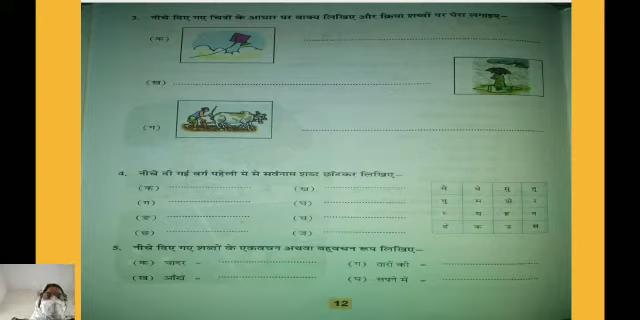 3. नीचे दिए गए चित्रों के आधार पर वाक्य लिखिए और क्रिया शब्दों पर घेरा लगाइए–
(क)
(ख)
(ग)
4. नीचे दी गई वर्ग पहेली में से सर्वनाम शब्द छाँटकर लिखिए–
(क) (ख)
(ग) (घ)
(ङ) (च)
(छ) (ज)
5. नीचे दिए गए शब्दों के एकवचन अथवा बहुवचन रूप लिखिए–
(क) चादर = (ग) तारों की =
(ख) आँखें = (घ) सपने में =
12